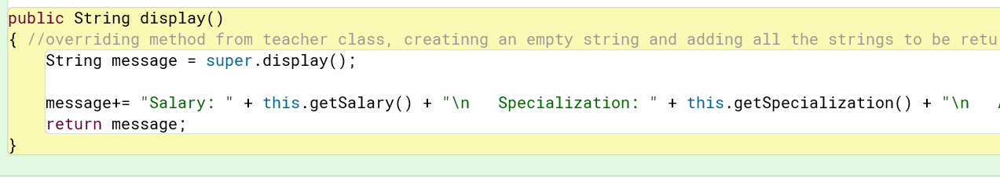 public String display()
{ //overriding method from teacher class, creatinng an empty string and adding all the strings to be retu
String message = super.display();
message+= "Salary: " + this.getSalary() + "\n   Specialization: " + this.getSpecialization() + "\n
return message;
}